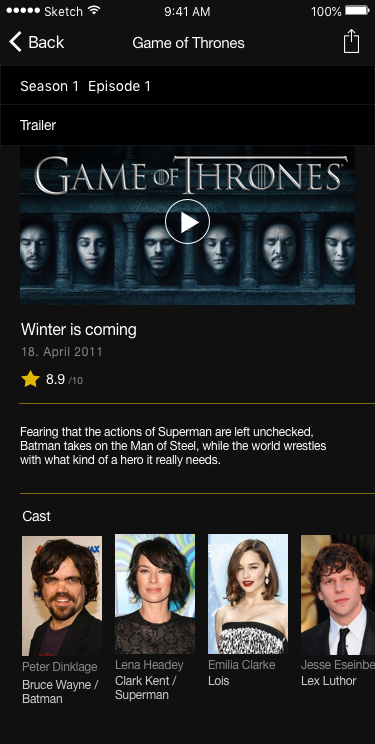 Sketch 9:41 AM 100%
Back Game of Thrones
Season 1 Episode 1
Trailer
GAME OF THRONES
Winter is coming
18. April 2011
8.9 /10
Fearing that the actions of Superman are left unchecked,
Batman takes on the Man of Steel, while the world wrestles
with what kind of a hero it really needs.
Cast
Peter Dinklage Lena Headey Emilia Clarke Jesse Eseinbe
Bruce Wayne / Clark Kent / Lois Lex Luthor
Batman Superman